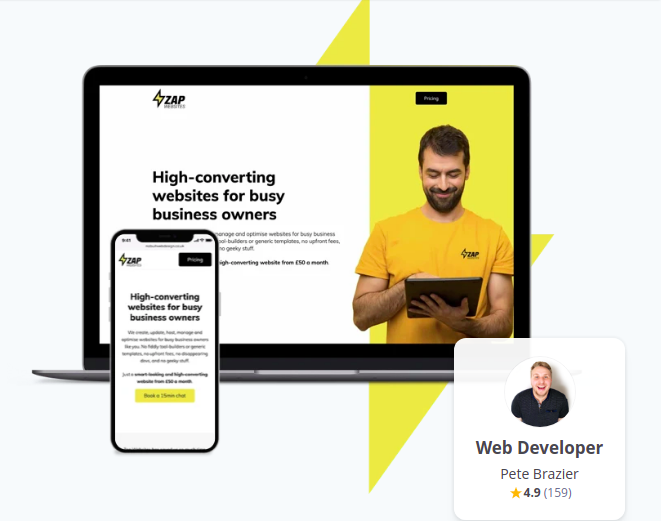 ZAP
WEBSITES
Pricing
High-converting
websites for busy
business owners
manage and optimise websites for busy business
tool-builders or generic templates, no upfront fees,
no geeky stuff.
high-converting website from £50 a month.
ZAP
9:41
ZAP
Pricing
High-converting
websites for busy
business owners
We create, update, host, manage and
optimise websites for busy business owners
like you. No fiddly tool-builders or generic
templates, no upfront fees, no disappearing
devs, and no geeky stuff.
Just a smart-looking and high-converting
website from £50 a month.
Book a 15min chat
Web Developer
Pete Brazier
★ 4.9 (159)